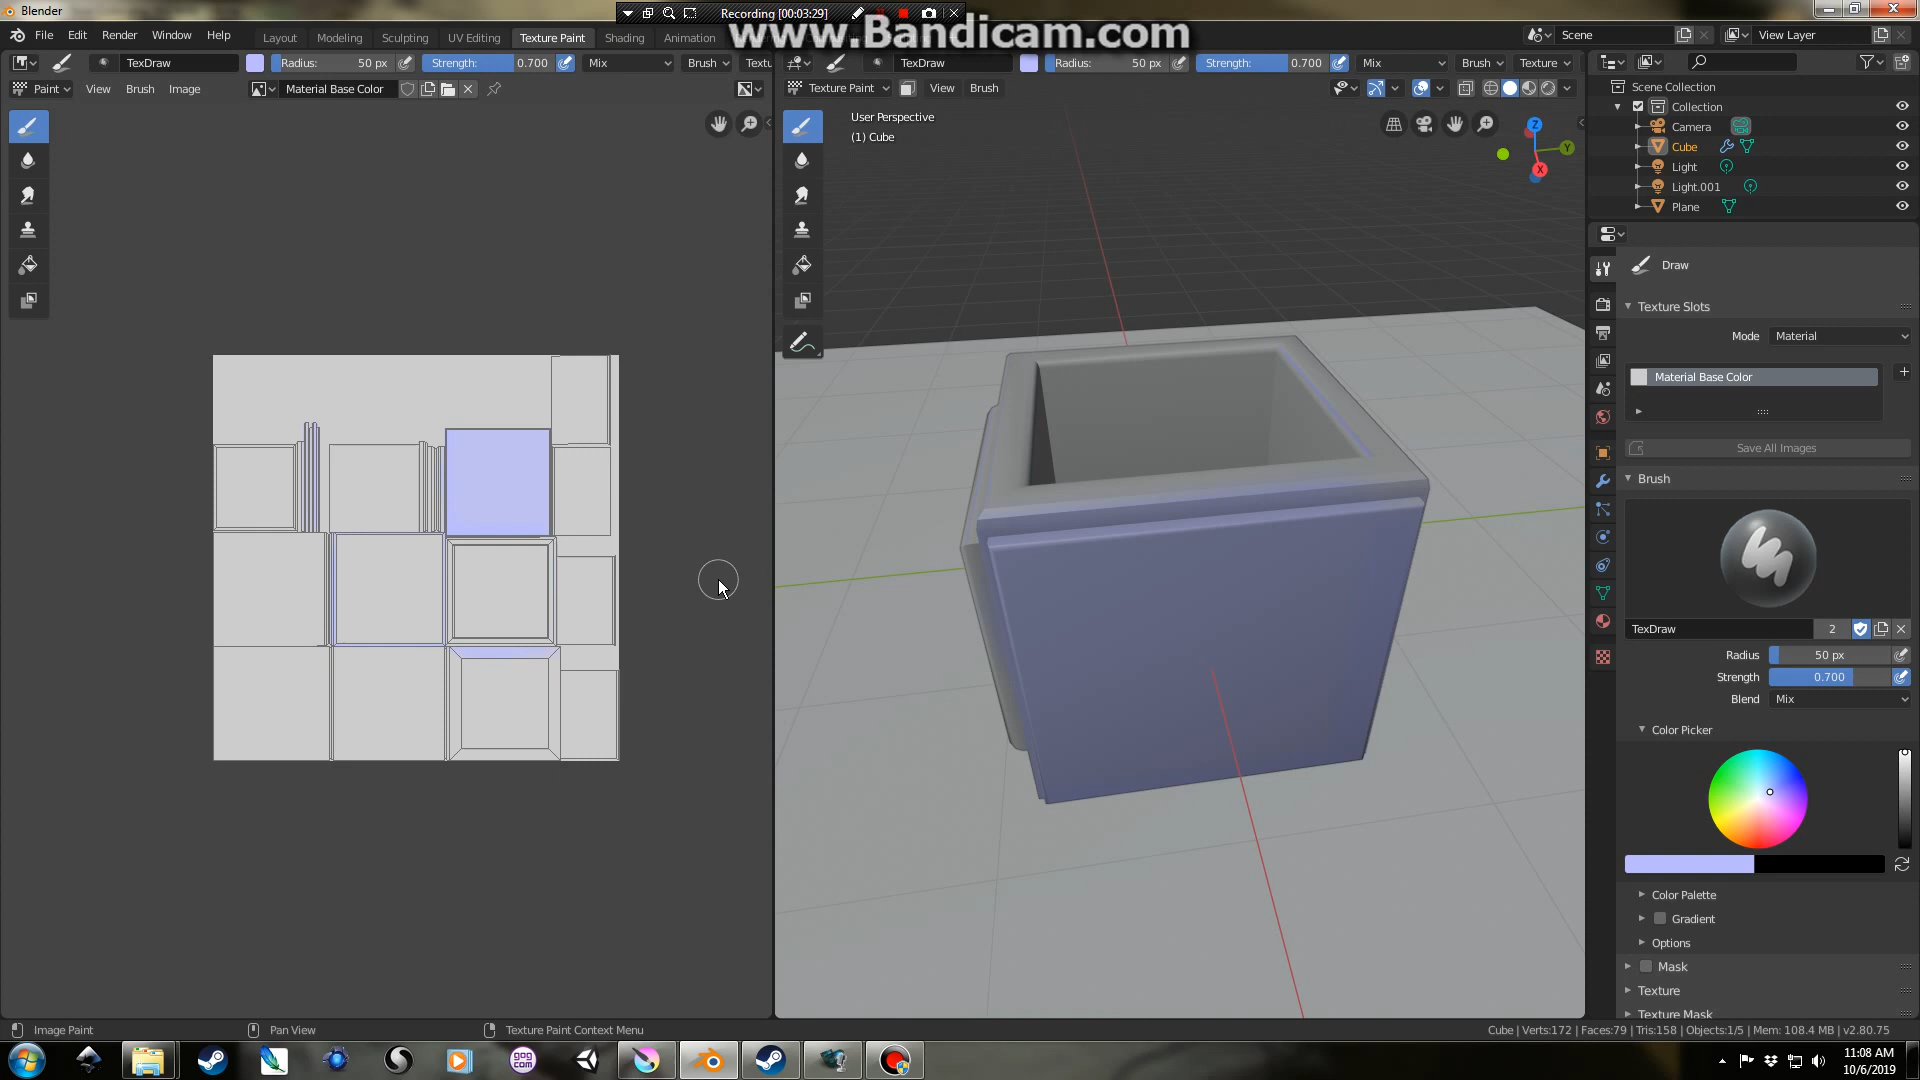 Blender
Recording [00:03:29]
www.Bandicam.com
File Edit Render Window Help
Layout Modeling Sculpting UV Editing Texture Paint Shading Animation
Scene
View Layer
TexDraw Radius: 50 px Strength: 0.700 Mix Brush Textu
TexDraw Radius: 50 px Strength: 0.700 Mix Brush Texture
Paint View Brush Image Material Base Color
Texture Paint View Brush
User Perspective
(1) Cube
Z
Y
X
Scene Collection
Collection
Camera
Cube
Light
Light.001
Plane
Draw
Texture Slots
Mode Material
Material Base Color
Save All Images
Brush
TexDraw 2
Radius 50 px
Strength 0.700
Blend Mix
Color Picker
Color Palette
Gradient
Options
Mask
Texture
Texture Mask
Image Paint Pan View Texture Paint Context Menu
Cube | Verts:172 | Faces:79 | Tris:158 | Objects:1/5 | Mem: 108.4 MB | v2.80.75
GOG COM
11:08 AM
10/6/2019